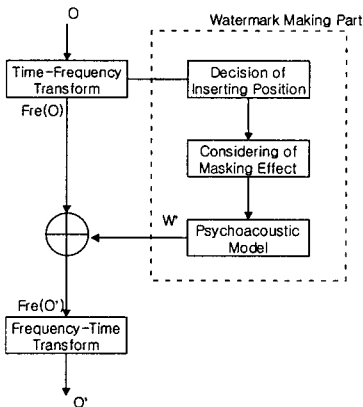 Watermark Making Part
O
Time-Frequency
Transform
Decision of
Inserting Position
Fre(O)
Considering of
Masking Effect
W'
Psychoacoustic
Model
Fre(O')
Frequency-Time
Transform
O'